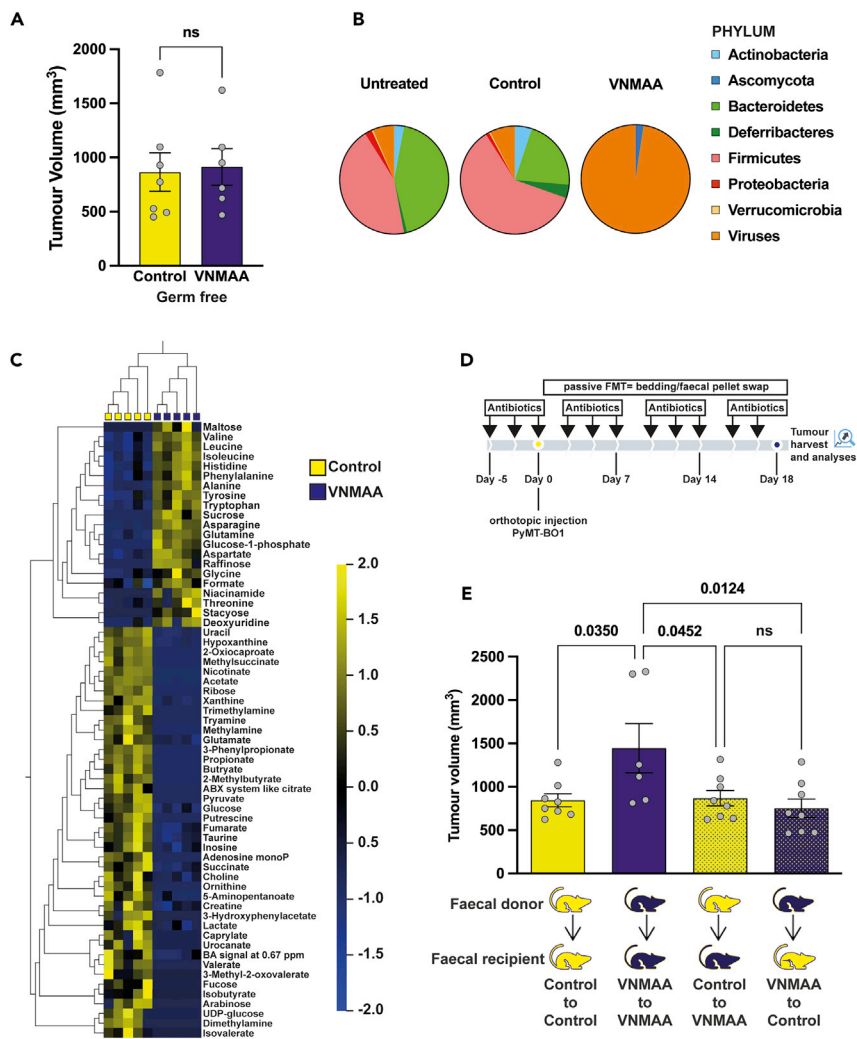 A
ns
Tumour Volume (mm³)
2000
1500
1000
500
0
Control
VNMAA
Germ free
B
Untreated
Control
VNMAA
PHYLUM
Actinobacteria
Ascomycota
Bacteroidetes
Deferribacteres
Firmicutes
Proteobacteria
Verrucomicrobia
Viruses
C
Maltose
Valine
Leucine
Isoleucine
Histidine
Phenylalanine
Alanine
Tyrosine
Tryptophan
Sucrose
Asparagine
Glutamine
Glucose-1-phosphate
Aspartate
Raffinose
Glycine
Formate
Niacinamide
Threonine
Stacyose
Deoxyuridine
Uracil
Hypoxanthine
2-Oxiocaproate
Methylsuccinate
Nicotinate
Acetate
Ribose
Xanthine
Trimethylamine
Tryamine
Methylamine
Glutamate
3-Phenylpropionate
Propionate
Butyrate
2-Methylbutyrate
ABX system like citrate
Pyruvate
Glucose
Putrescine
Fumarate
Taurine
Inosine
Adenosine monoP
Succinate
Choline
Ornithine
5-Aminopentanoate
Creatine
3-Hydroxyphenylacetate
Lactate
Caprylate
Urocanate
BA signal at 0.67 ppm
Valerate
3-Methyl-2-oxovalerate
Fucose
Isobutyrate
Arabinose
UDP-glucose
Dimethylamine
Isovalerate
Control
VNMAA
2.0
1.5
1.0
0.5
0.0
-0.5
-1.0
-1.5
-2.0
D
passive FMT= bedding/faecal pellet swap
Antibiotics
Antibiotics
Antibiotics
Antibiotics
Tumour
harvest
and analyses
Day -5
Day 0
Day 7
Day 14
Day 18
orthotopic injection
PyMT-BO1
E
0.0124
0.0350
0.0452
ns
Tumour volume (mm³)
2500
2000
1500
1000
500
0
Faecal donor
Faecal recipient
Control
to
Control
VNMAA
to
VNMAA
Control
to
VNMAA
VNMAA
to
Control